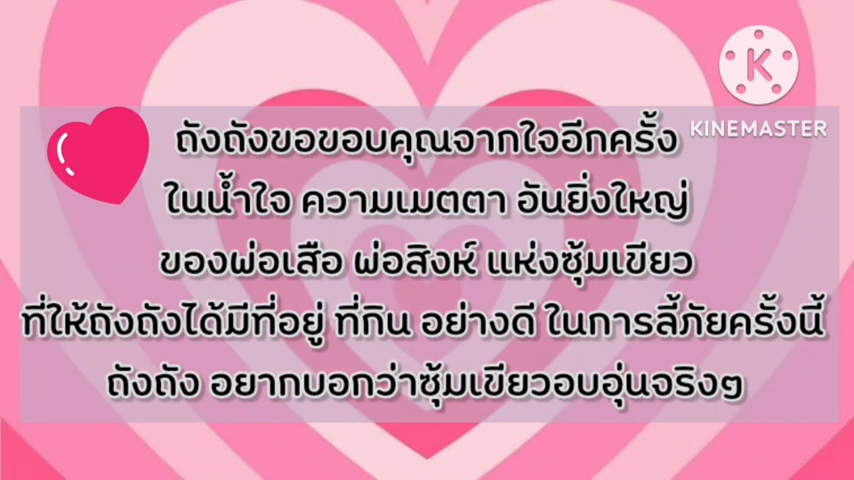 ถังถังขอขอบคุณจากใจอีกครั้ง
ในน้ำใจ ความเมตตา อันยิ่งใหญ่
ของพ่อเสือ พ่อสิงห์ แห่งซุ้มเขียว
ที่ให้ถังถังได้มีที่อยู่ ที่กิน อย่างดี ในการลี้ภัยครั้งนี้
ถังถัง อยากบอกว่าซุ้มเขียวอบอุ่นจริงๆ
K
KINEMASTER